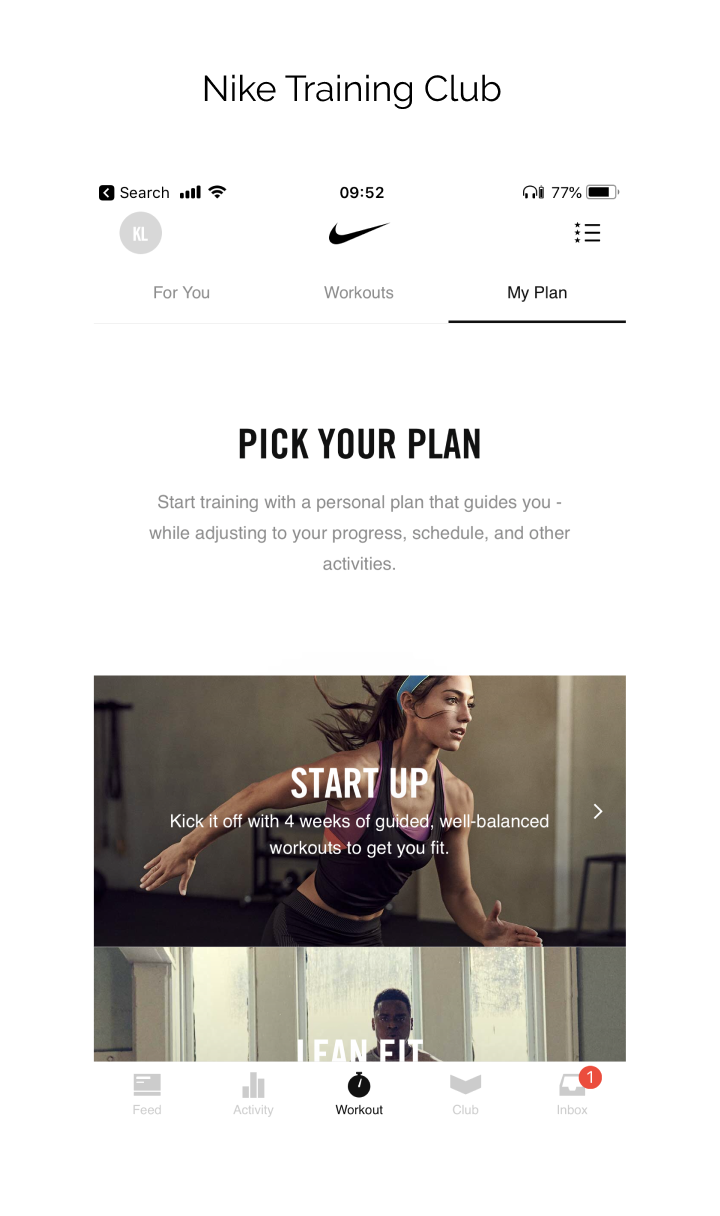 Nike Training Club
Search 09:52 77%
KL
For You Workouts My Plan
PICK YOUR PLAN
Start training with a personal plan that guides you -
while adjusting to your progress, schedule, and other
activities.
START UP
Kick it off with 4 weeks of guided, well-balanced
workouts to get you fit.
LEAN FIT
1
Feed Activity Workout Club Inbox